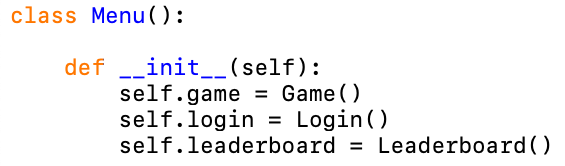 class Menu():
def __init__(self):
self.game = Game()
self.login = Login()
self.leaderboard = Leaderboard()